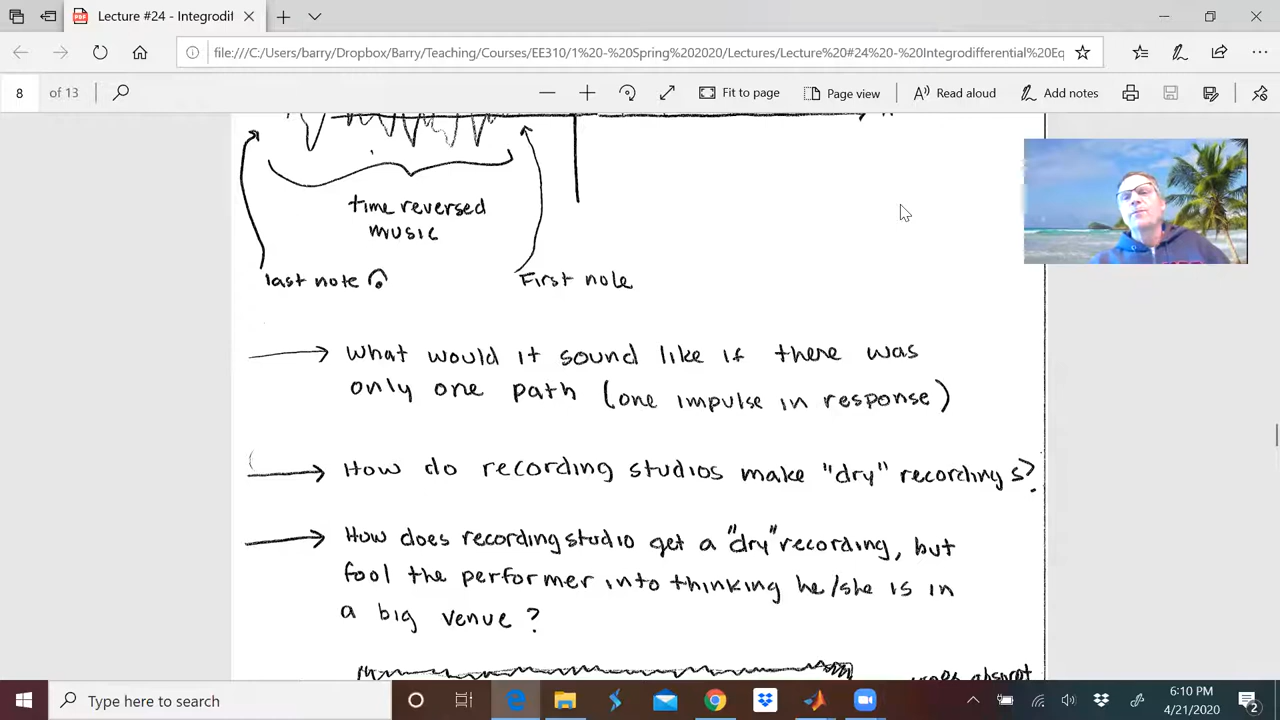 Lecture #24 - Integrodif
8 of 13
file:///C:/Users/barry/Dropbox/Barry/Teaching/Courses/EE310/1%20-%20Spring%202020/Lectures/Lecture%20#24%20-%20Integrodifferential%20Eq
Fit to page
Page view
Read aloud
Add notes
time reversed
music
last note
First note
What would it sound like if there was
only one path (one impulse in response)
How do recording studios make "dry" recordings?
How does recording studio get a "dry" recording, but
fool the performer into thinking he/she is in
a big venue?
Type here to search
6:10 PM
4/21/2020
2